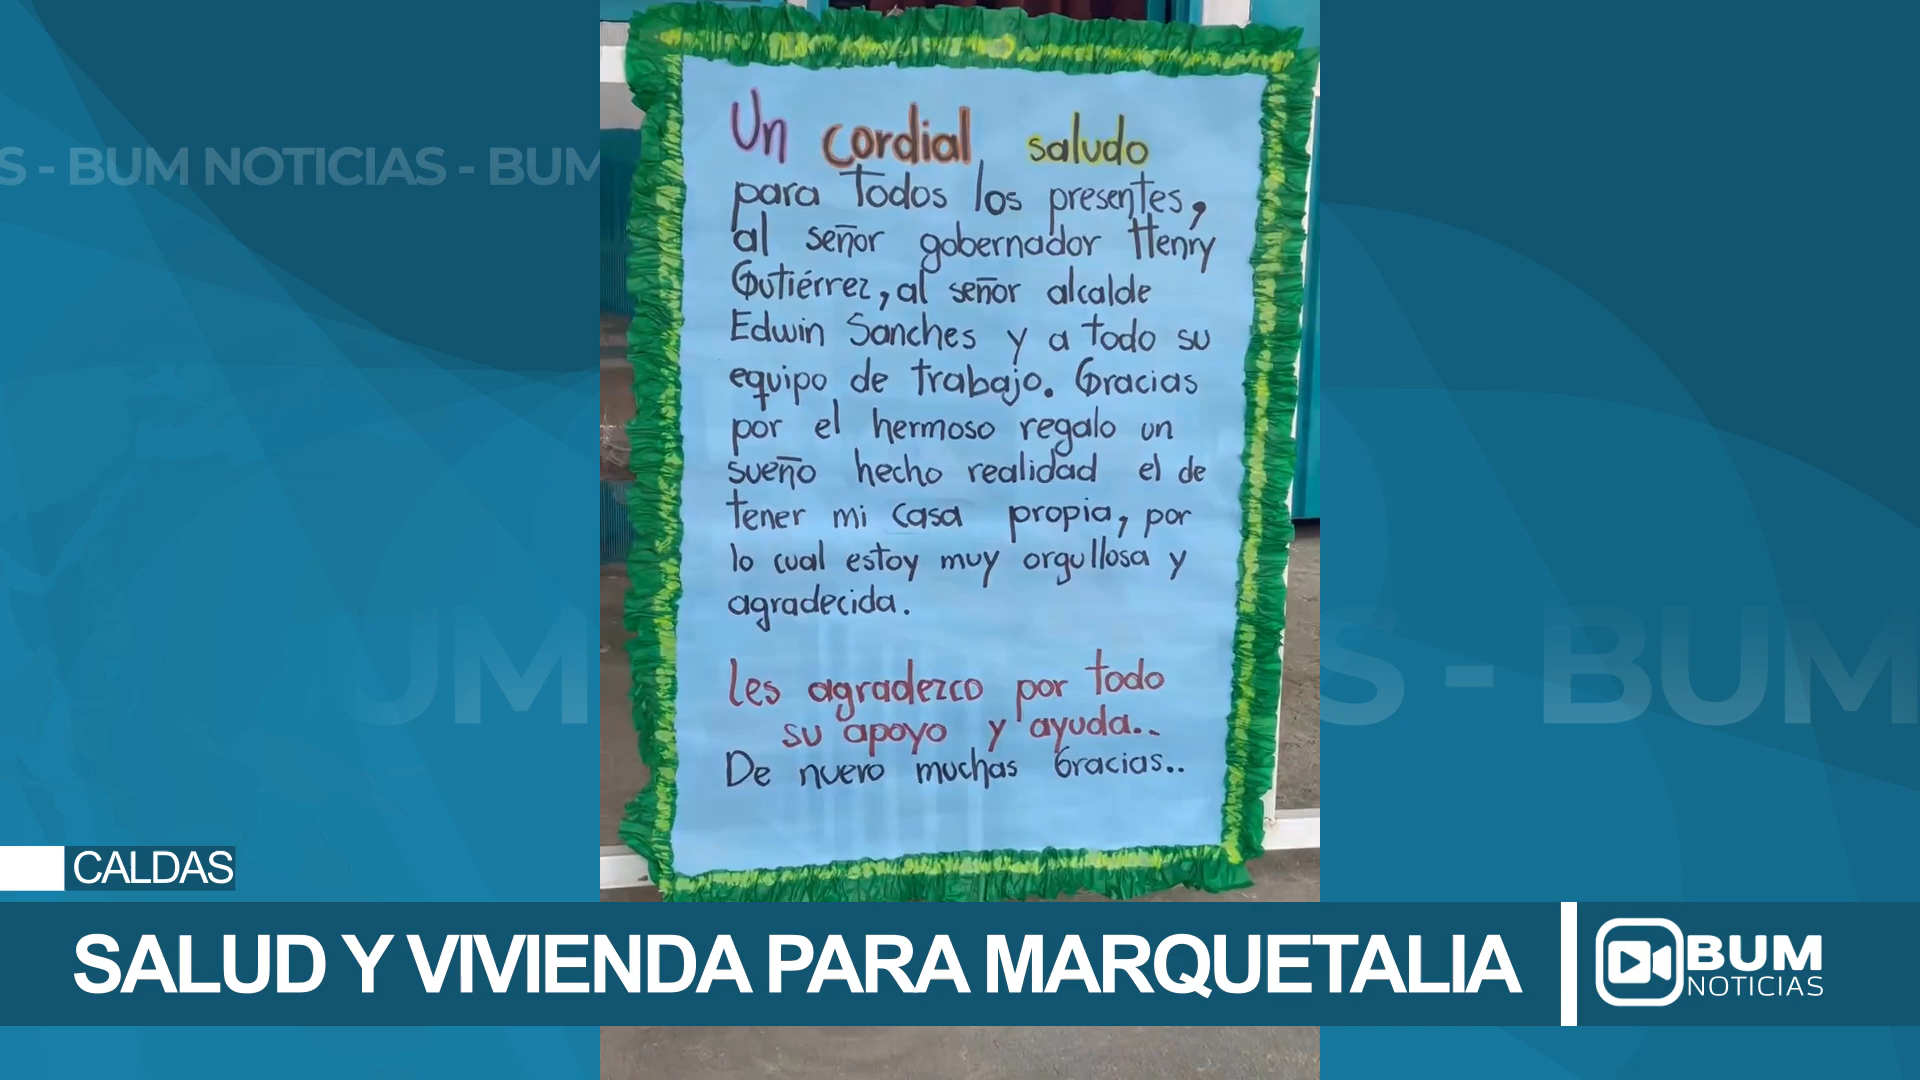 S - BUM NOTICIAS - BUM
Un cordial saludo
para todos los presentes,
al señor gobernador Henry
Gutiérrez, al señor alcalde
Edwin Sanches y a todo su
equipo de trabajo. Gracias
por el hermoso regalo un
sueño hecho realidad el de
tener mi casa propia, por
lo cual estoy muy orgullosa y
agradecida.
Les agradezco por todo
su apoyo y ayuda..
De nuevo muchas Gracias..
UM
S - BUM
CALDAS
SALUD Y VIVIENDA PARA MARQUETALIA
BUM
NOTICIAS